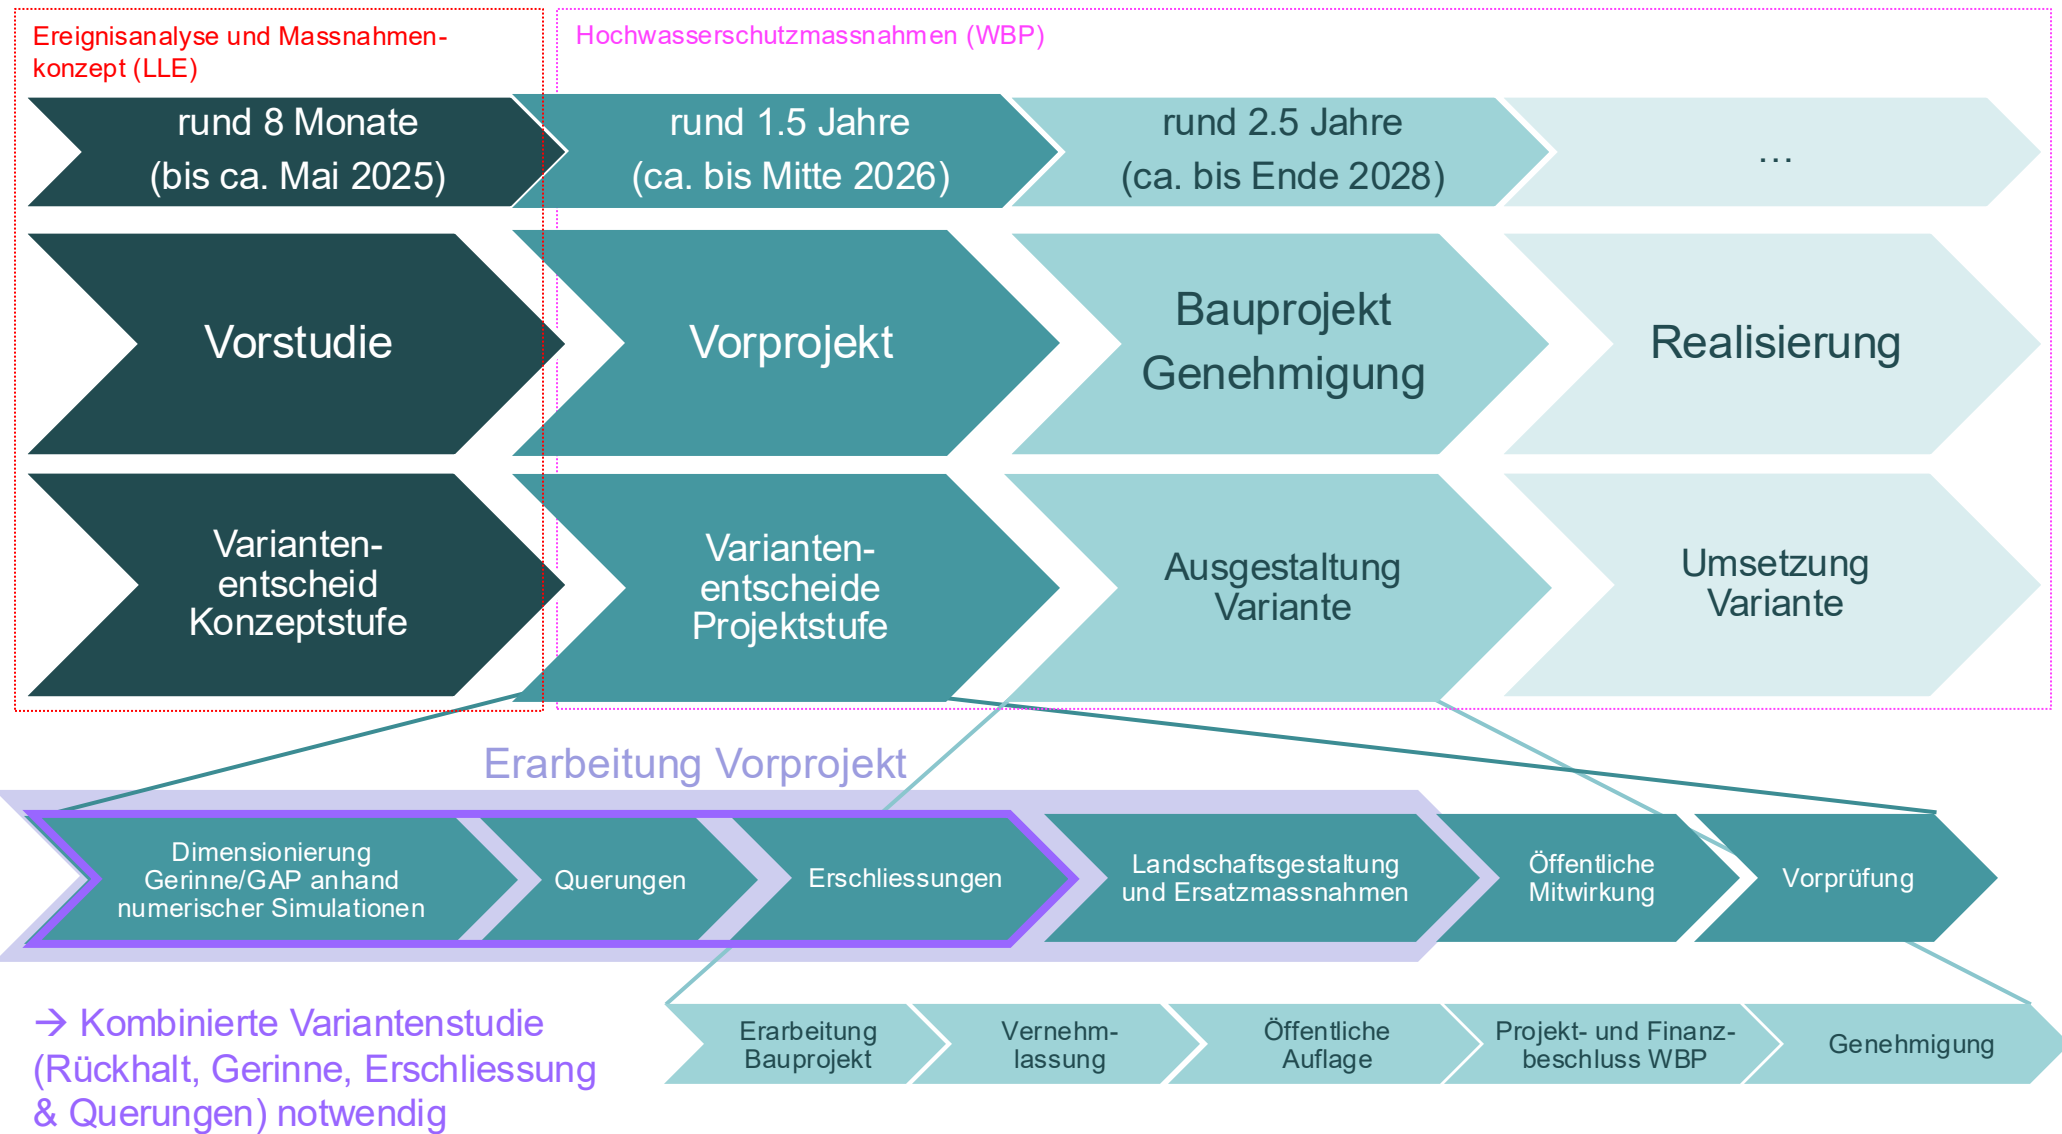 Ereignisanalyse und Massnahmen-
konzept (LLE)
Hochwasserschutzmassnahmen (WBP)
rund 8 Monate
(bis ca. Mai 2025)
rund 1.5 Jahre
(ca. bis Mitte 2026)
rund 2.5 Jahre
(ca. bis Ende 2028)
...
Vorstudie
Vorprojekt
Bauprojekt
Genehmigung
Realisierung
Varianten-
entscheid
Konzeptstufe
Varianten-
entscheide
Projektstufe
Ausgestaltung
Variante
Umsetzung
Variante
Erarbeitung Vorprojekt
Dimensionierung
Gerinne/GAP anhand
numerischer Simulationen
Querungen
Erschliessungen
Landschaftsgestaltung
und Ersatzmassnahmen
Öffentliche
Mitwirkung
Vorprüfung
→ Kombinierte Variantenstudie
(Rückhalt, Gerinne, Erschliessung
& Querungen) notwendig
Erarbeitung
Bauprojekt
Vernehm-
lassung
Öffentliche
Auflage
Projekt- und Finanz-
beschluss WBP
Genehmigung